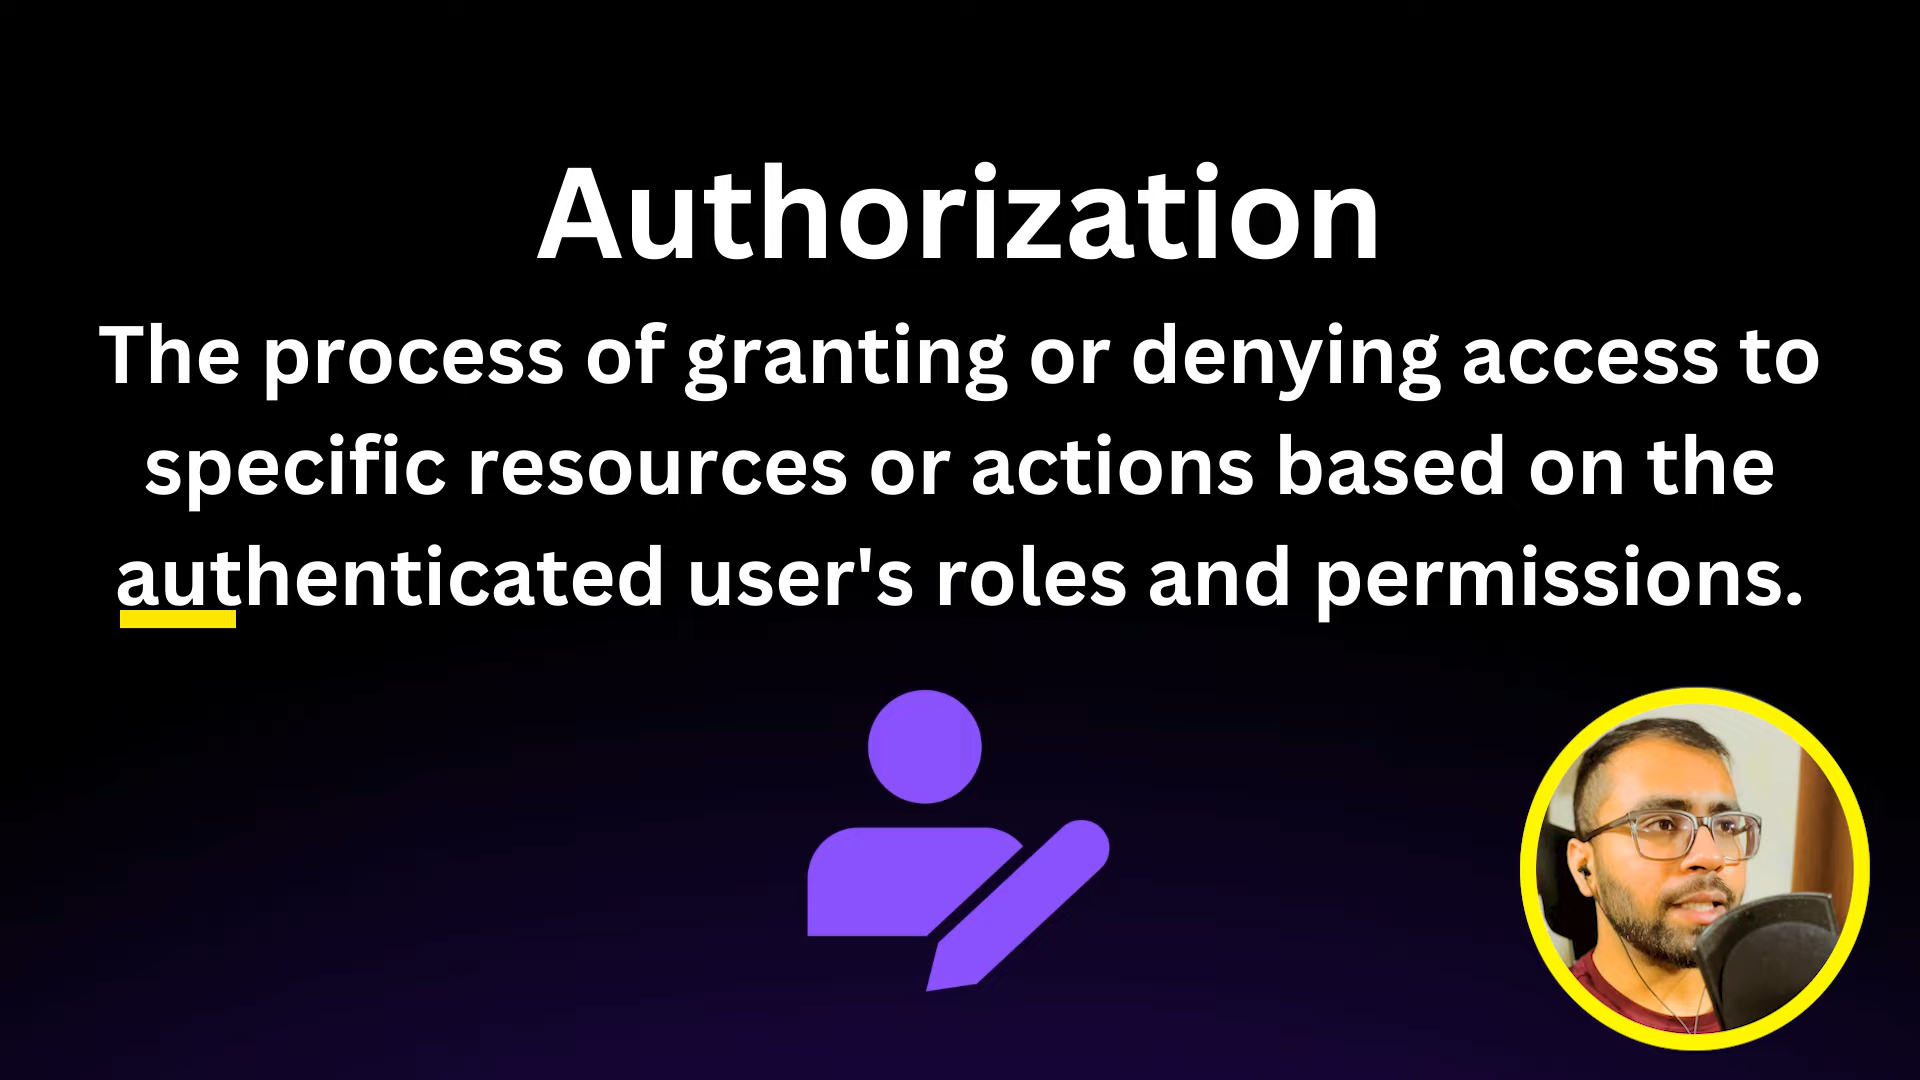 Authorization
The process of granting or denying access to
specific resources or actions based on the
authenticated user's roles and permissions.